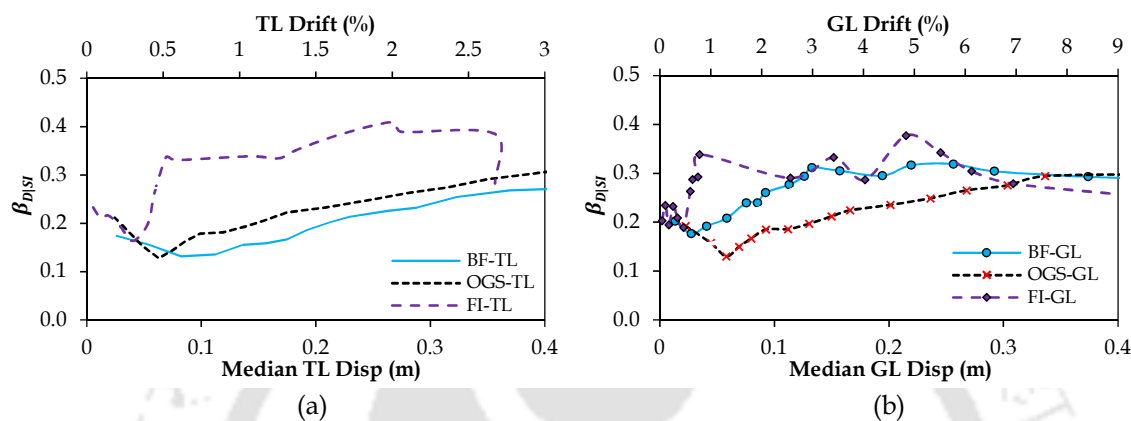 TL Drift (%)
0 0.5 1 1.5 2 2.5 3
0.5
0.4
0.3
0.2
0.1
0.0
β_D|SI
BF-TL
OGS-TL
FI-TL
0 0.1 0.2 0.3 0.4
Median TL Disp (m)
(a)
GL Drift (%)
0 1 2 3 4 5 6 7 8 9
0.5
0.4
0.3
0.2
0.1
0.0
β_D|SI
BF-GL
OGS-GL
FI-GL
0 0.1 0.2 0.3 0.4
Median GL Disp (m)
(b)